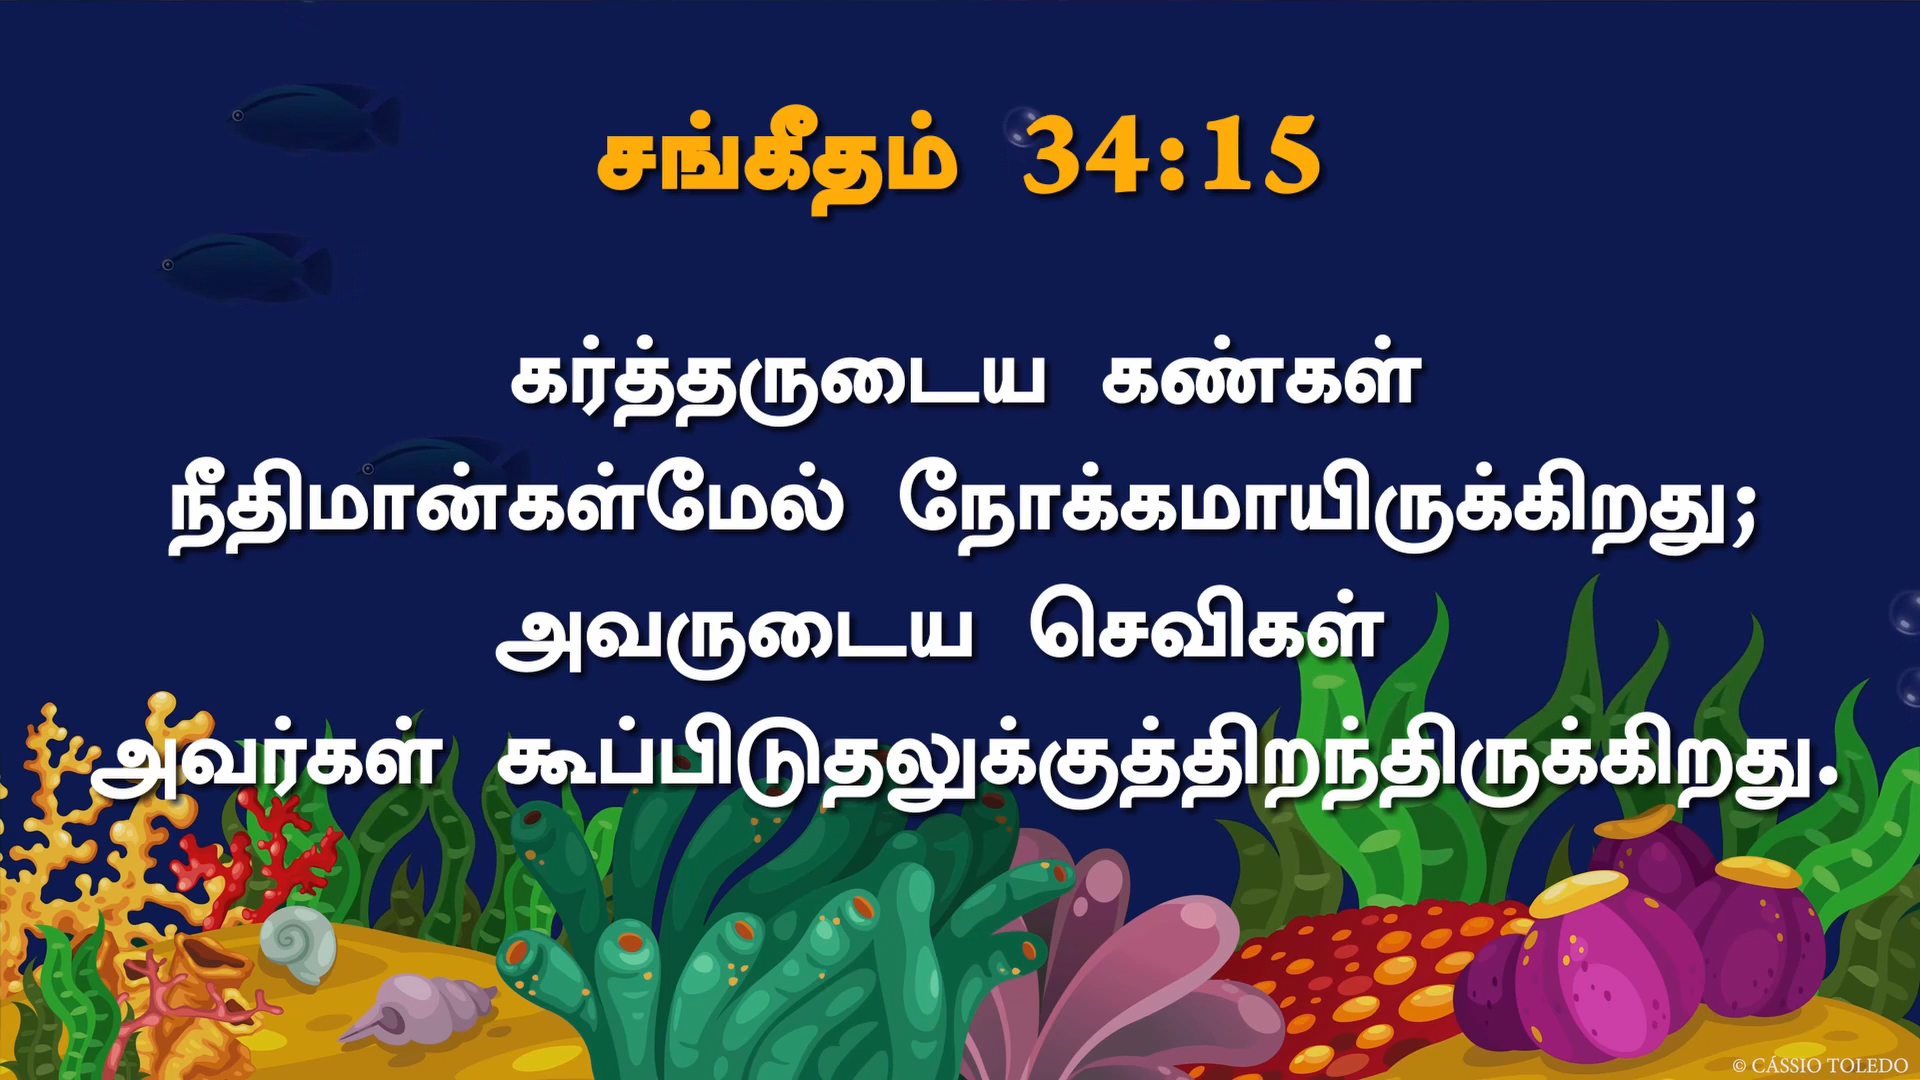 சங்கீதம் 34:15
கர்த்தருடைய கண்கள்
நீதிமான்கள்மேல் நோக்கமாயிருக்கிறது;
அவருடைய செவிகள்
அவர்கள் கூப்பிடுதலுக்குத்திறந்திருக்கிறது.
© CÁSSIO TOLEDO